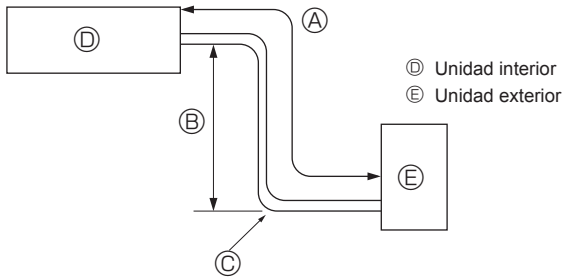 Ⓐ
Ⓓ
Ⓓ Unidad interior
Ⓔ Unidad exterior
Ⓑ
Ⓔ
Ⓒ